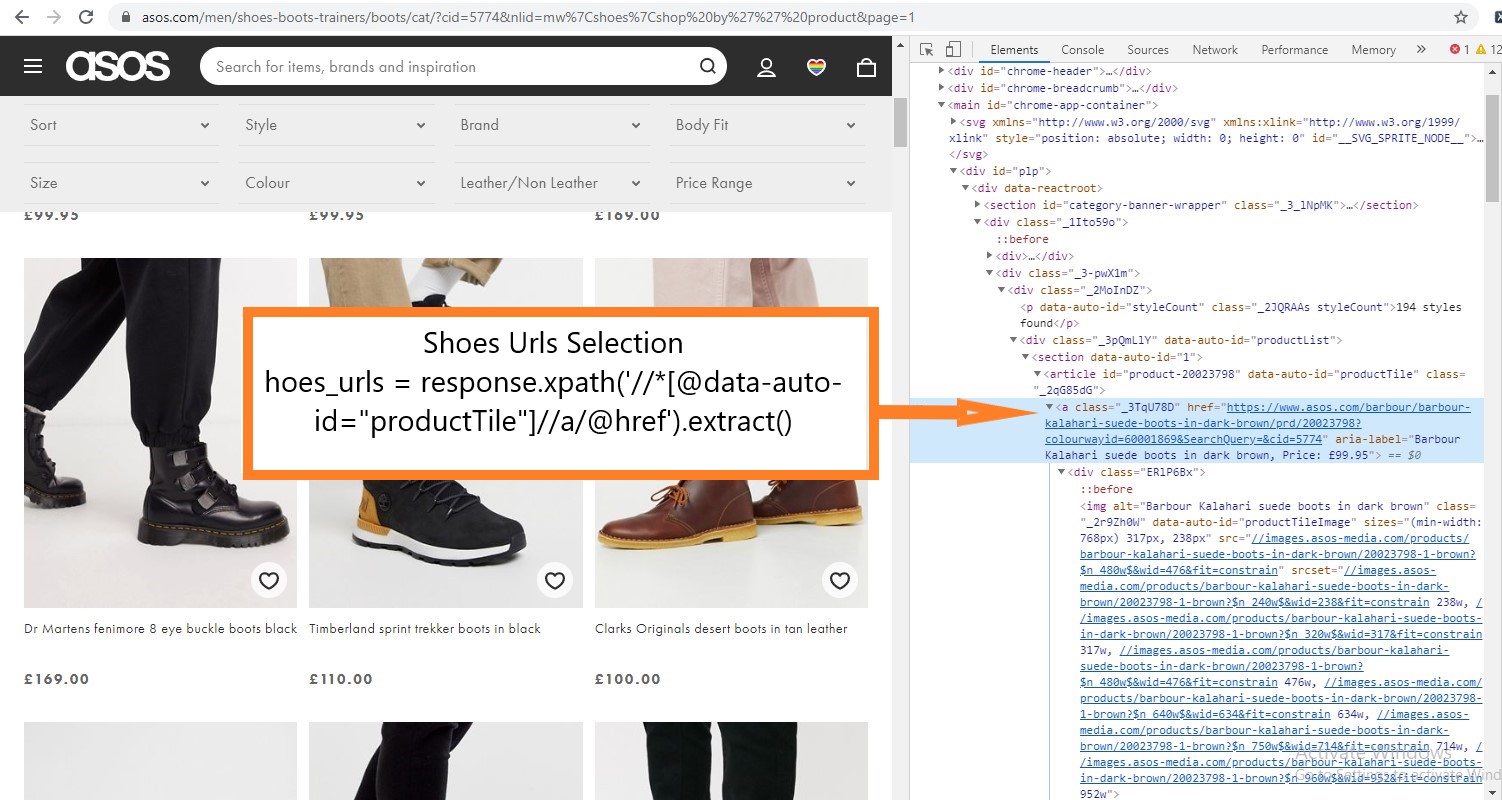 asos.com/men/shoes-boots-trainers/boots/cat/?cid=5774&nlid=mw%7Cshoes%7Cshop%20by%27%27%20product&page=1
asos
Search for items, brands and inspiration
Sort
Style
Brand
Body Fit
Size
Colour
Leather/Non Leather
Price Range
£99.95
£99.95
£169.00
Shoes Urls Selection
hoes_urls = response.xpath('//*[@data-auto-
id="productTile"]//a/@href').extract()
Dr Martens fenimore 8 eye buckle boots black
Timberland sprint trekker boots in black
Clarks Originals desert boots in tan leather
£169.00
£110.00
£100.00
Elements
Console
Sources
Network
Performance
Memory
»
1
12
<div id="chrome-header">…</div>
<div id="chrome-breadcrumb">…</div>
<main id="chrome-app-container">
<svg xmlns="http://www.w3.org/2000/svg" xmlns:xlink="http://www.w3.org/1999/
xlink" style="position: absolute; width: 0; height: 0" id="__SVG_SPRITE_NODE__">…
</svg>
<div id="plp">
<div data-reactroot>
<section id="category-banner-wrapper" class="_3_lNpMK">…</section>
<div class="_1Ito59o">
::before
<div>…</div>
<div class="_3-pwX1m">
<div class="_2MoInDZ">
<p data-auto-id="styleCount" class="_2JQRAAs styleCount">194 styles
found</p>
<div class="_3pQmLlY" data-auto-id="productList">
<section data-auto-id="1">
<article id="product-20023798" data-auto-id="productTile" class=
"_2qG85dG">
<a class="_3TqU78D" href="https://www.asos.com/barbour/barbour-
kalahari-suede-boots-in-dark-brown/prd/20023798?
colourwayid=60001869&SearchQuery=&cid=5774" aria-label="Barbour
Kalahari suede boots in dark brown, Price: £99.95"> == $0
<div class="ERlP6Bx">
::before
<img alt="Barbour Kalahari suede boots in dark brown" class=
"_2r9Zh0W" data-auto-id="productTileImage" sizes="(min-width:
768px) 317px, 238px" src="//images.asos-media.com/products/
barbour-kalahari-suede-boots-in-dark-brown/20023798-1-brown?
$n_480w$&wid=476&fit=constrain" srcset="//images.asos-
media.com/products/barbour-kalahari-suede-boots-in-dark-
brown/20023798-1-brown?$n_240w$&wid=238&fit=constrain 238w, /
/images.asos-media.com/products/barbour-kalahari-suede-boots-
in-dark-brown/20023798-1-brown?$n_320w$&wid=317&fit=constrain
317w, //images.asos-media.com/products/barbour-kalahari-
suede-boots-in-dark-brown/20023798-1-brown?
$n_480w$&wid=476&fit=constrain 476w, //images.asos-media.com/
products/barbour-kalahari-suede-boots-in-dark-brown/20023798-
1-brown?$n_640w$&wid=634&fit=constrain 634w, //images.asos-
media.com/products/barbour-kalahari-suede-boots-in-dark-
brown/20023798-1-brown?$n_750w$&wid=714&fit=constrain 714w, /
/images.asos-media.com/products/barbour-kalahari-suede-boots-
in-dark-brown/20023798-1-brown?$n_960w$&wid=952&fit=constrain
952w">
Activate Windows
Go to Settings to activate Wind